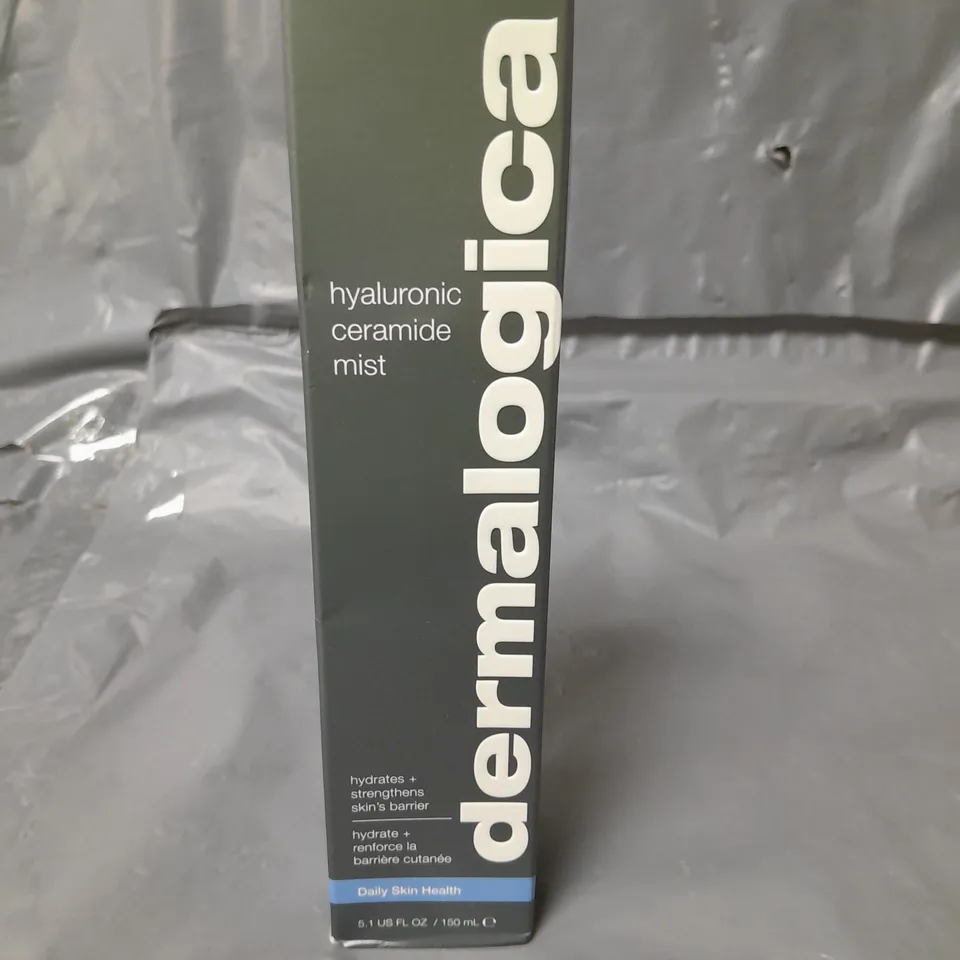 dermalogica
hyaluronic
ceramide
mist
hydrates +
strengthens
skin's barrier
hydrate +
renforce la
barrière cutanée
Daily Skin Health
5.1 US FL OZ / 150 mL ℮